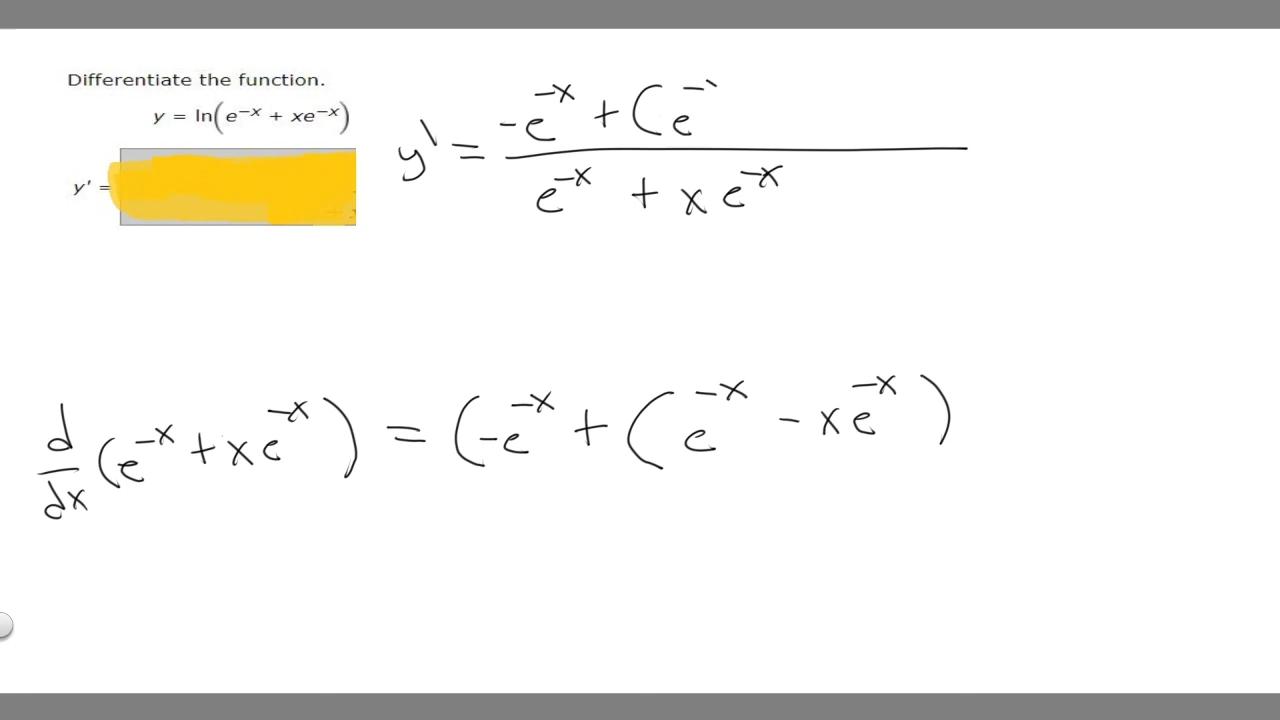 Differentiate the function.
y = ln(e^−x + xe^−x)
y' =
y' = (-e^-x + (e^-) / (e^-x + xe^-x)
d/dx (e^-x + xe^-x) = (-e^-x + (e^-x - xe^-x)